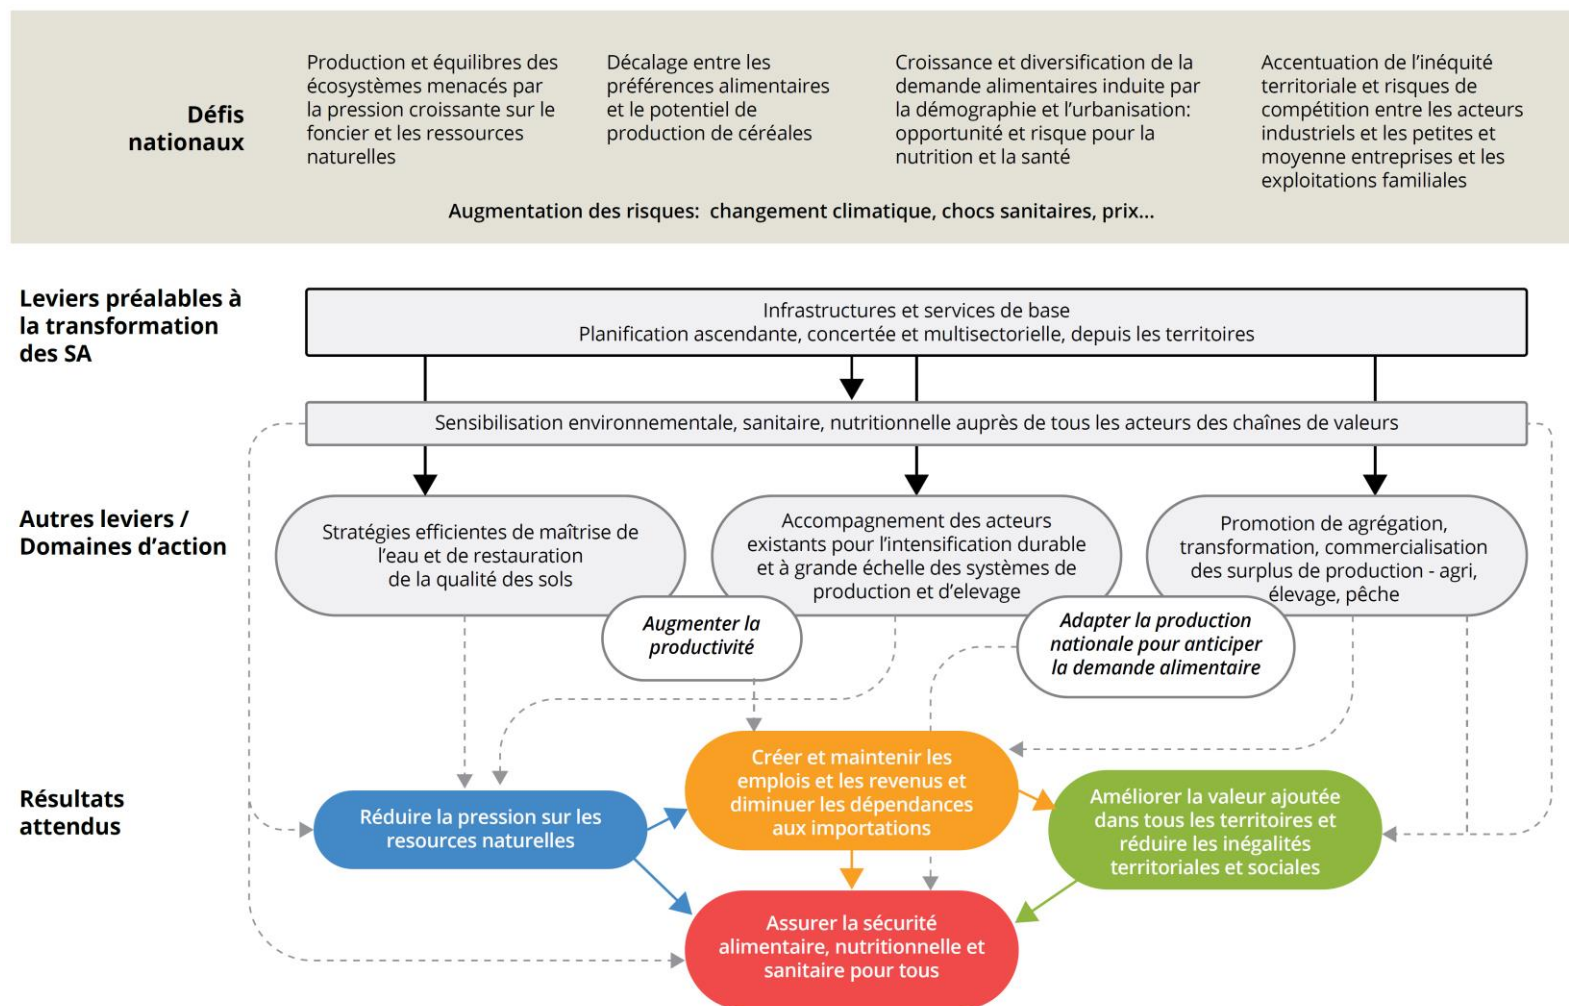 Défis
nationaux
Production et équilibres des
écosystèmes menacés par
la pression croissante sur le
foncier et les ressources
naturelles
Décalage entre les
préférences alimentaires
et le potentiel de
production de céréales
Croissance et diversification de la
demande alimentaires induite par
la démographie et l’urbanisation:
opportunité et risque pour la
nutrition et la santé
Accentuation de l’inéquité
territoriale et risques de
compétition entre les acteurs
industriels et les petites et
moyenne entreprises et les
exploitations familiales
Augmentation des risques: changement climatique, chocs sanitaires, prix...
Leviers préalables à
la transformation
des SA
Infrastructures et services de base
Planification ascendante, concertée et multisectorielle, depuis les territoires
Sensibilisation environnementale, sanitaire, nutritionnelle auprès de tous les acteurs des chaînes de valeurs
Autres leviers /
Domaines d’action
Stratégies efficientes de maîtrise de
l’eau et de restauration
de la qualité des sols
Accompagnement des acteurs
existants pour l’intensification durable
et à grande échelle des systèmes de
production et d’elevage
Promotion de agrégation,
transformation, commercialisation
des surplus de production - agri,
élevage, pêche
Augmenter la
productivité
Adapter la production
nationale pour anticiper
la demande alimentaire
Résultats
attendus
Réduire la pression sur les
resources naturelles
Créer et maintenir les
emplois et les revenus et
diminuer les dépendances
aux importations
Améliorer la valeur ajoutée
dans tous les territoires et
réduire les inégalités
territoriales et sociales
Assurer la sécurité
alimentaire, nutritionnelle et
sanitaire pour tous